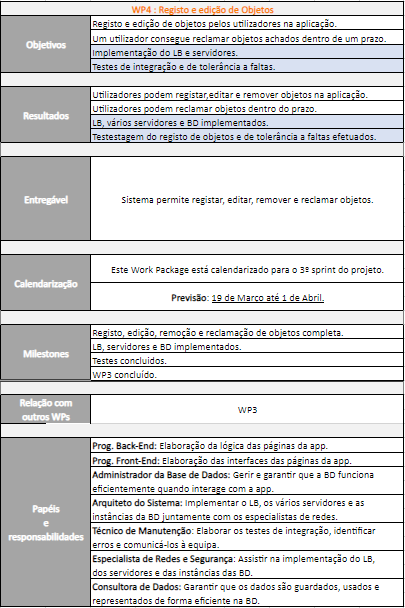 WP4 : Registo e edição de Objetos
Objetivos
Registo e edição de objetos pelos utilizadores na aplicação.
Um utilizador consegue reclamar objetos achados dentro de um prazo.
Implementação do LB e servidores.
Testes de integração e de tolerância a faltas.
Resultados
Utilizadores podem registar,editar e remover objetos na aplicação.
Utilizadores podem reclamar objetos dentro do prazo.
LB, vários servidores e BD implementados.
Testestagem do registo de objetos e de tolerância a faltas efetuados.
Entregável
Sistema permite registar, editar, remover e reclamar objetos.
Calendarização
Este Work Package está calendarizado para o 3º sprint do projeto.
Previsão: 19 de Março até 1 de Abril.
Milestones
Registo, edição, remoção e reclamação de objetos completa.
LB, servidores e BD implementados.
Testes concluidos.
WP3 concluído.
Relação com
outros WPs
WP3
Papéis
e
responsabilidades
Prog. Back-End: Elaboração da lógica das páginas da app.
Prog. Front-End: Elaboração das interfaces das páginas da app.
Administrador da Base de Dados: Gerir e garantir que a BD funciona
eficientemente quando interage com a app.
Arquiteto do Sistema: Implementar o LB, os vários servidores e as
instâncias da BD juntamente com os especialistas de redes.
Técnico de Manutenção: Elaborar os testes de integração, identificar
erros e comunicá-los à equipa.
Especialista de Redes e Segurança: Assistir na implementação do LB,
dos servidores e das instâncias das BD.
Consultora de Dados: Garantir que os dados são guardados, usados e
representados de forma eficiente na BD.